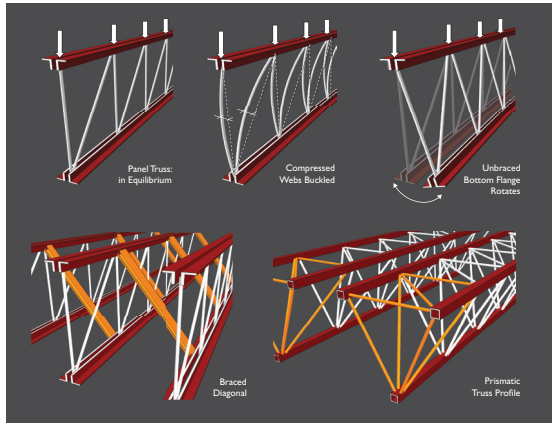 Panel Truss:
in Equilibrium
Compressed
Webs Buckled
Unbraced
Bottom Flange
Rotates
Braced
Diagonal
Prismatic
Truss Profile